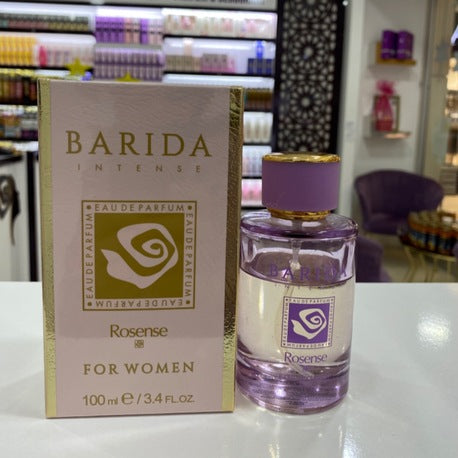 BARIDA
INTENSE
EAU DE PARFUM
EAU DE PARFUM
EAU DE PARFUM
EAU DE PARFUM
Rosense
FOR WOMEN
100 ml e / 3.4 FL.OZ.
BARIDA
Rosense